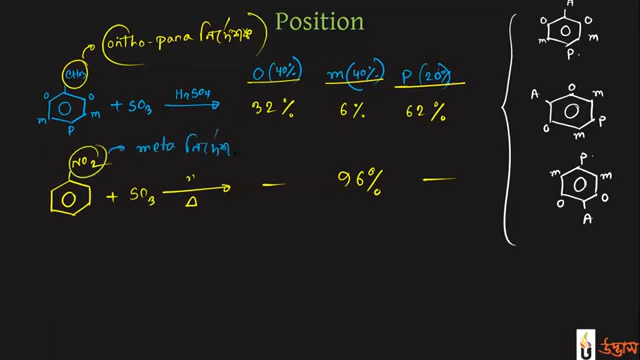 Position
ortho-para নির্দেশক
O (40%) m (40%) P (20%)
CH₃
O O
m m
P
+ SO₃ H₂SO₄ 32% 6% 62%
NO₂ meta নির্দেশক
+ SO₃ " Δ — 96% —
A
O O
m m
P
A O m
O P
m
P
m m
O O
A
উদ্ভাস